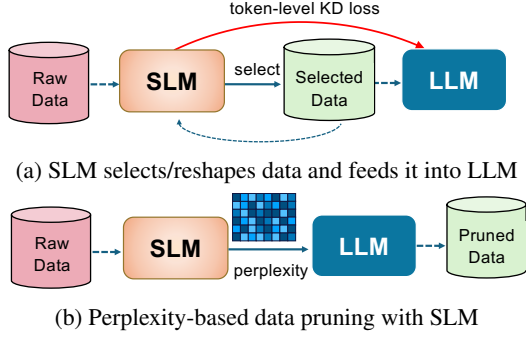 token-level KD loss
Raw
Data
SLM
select
Selected
Data
LLM
(a) SLM selects/reshapes data and feeds it into LLM
Raw
Data
SLM
perplexity
LLM
Pruned
Data
(b) Perplexity-based data pruning with SLM